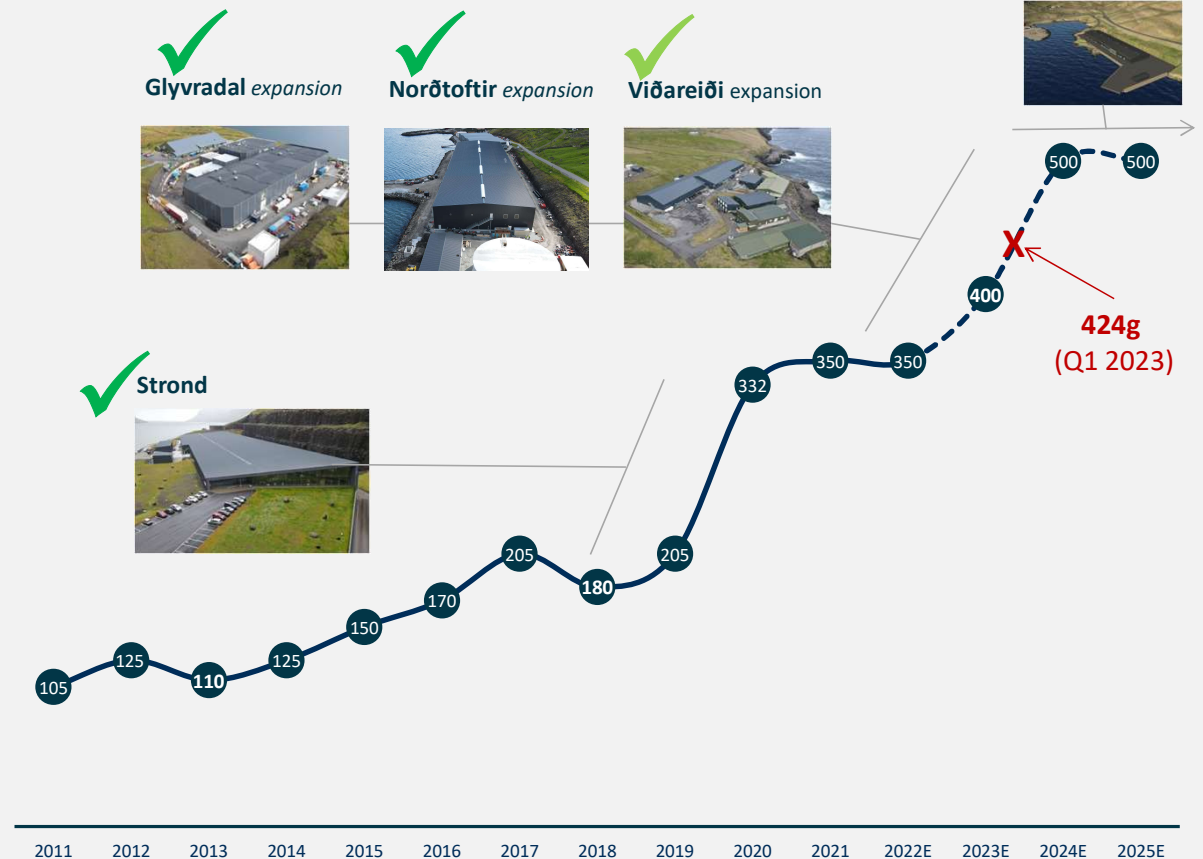 Glyvradal expansion
Norðtoftir expansion
Viðareiði expansion
Strond
500
500
400
424g
(Q1 2023)
332
350
350
205
180
205
170
150
125
110
125
105
2011
2012
2013
2014
2015
2016
2017
2018
2019
2020
2021
2022E
2023E
2024E
2025E